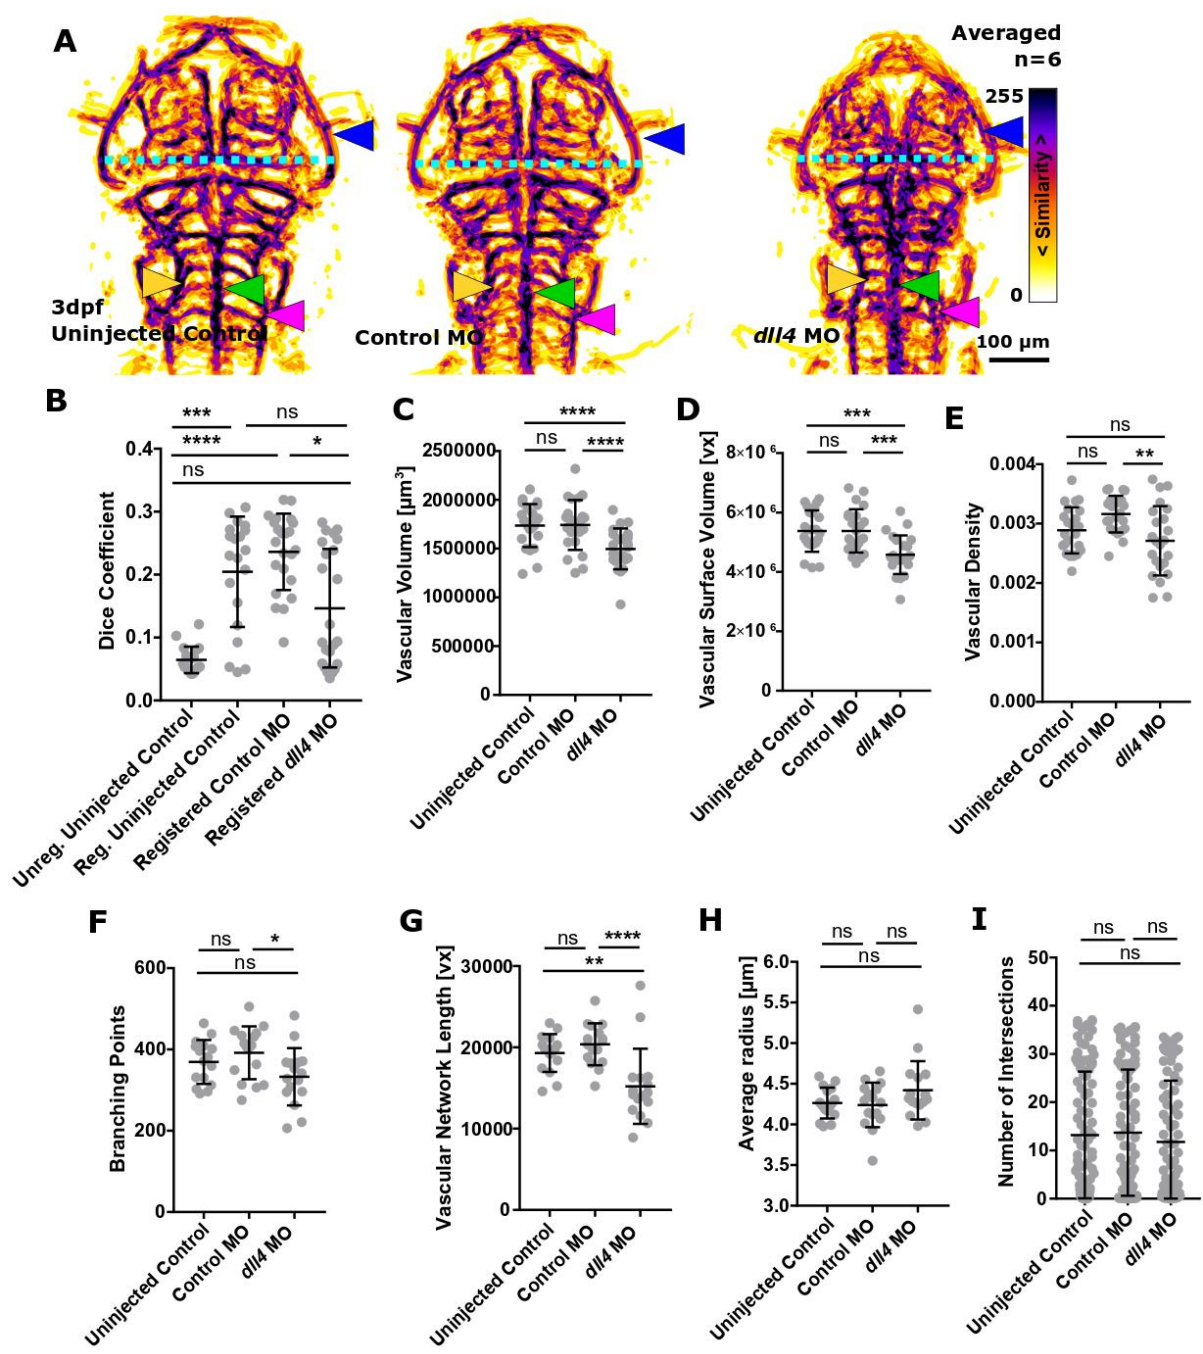 A
Averaged
n=6
255
< Similarity >
0
3dpf
Uninjected Control
Control MO
dll4 MO
100 µm
B
***
ns
****
*
ns
Dice Coefficient
0.4
0.3
0.2
0.1
0.0
Unreg. Uninjected Control
Reg. Uninjected Control
Registered Control MO
Registered dll4 MO
C
****
ns
****
Vascular Volume [µm³]
2500000
2000000
1500000
1000000
500000
0
Uninjected Control
Control MO
dll4 MO
D
***
ns
***
Vascular Surface Volume [vx]
8×10⁶
6×10⁶
4×10⁶
2×10⁶
0
Uninjected Control
Control MO
dll4 MO
E
ns
ns
**
Vascular Density
0.004
0.003
0.002
0.001
0.000
Uninjected Control
Control MO
dll4 MO
F
ns
*
ns
Branching Points
600
400
200
0
Uninjected Control
Control MO
dll4 MO
G
ns
****
**
Vascular Network Length [vx]
30000
20000
10000
0
Uninjected Control
Control MO
dll4 MO
H
ns
ns
ns
Average radius [µm]
6.0
5.5
5.0
4.5
4.0
3.5
3.0
Uninjected Control
Control MO
dll4 MO
I
ns
ns
ns
Number of Intersections
50
40
30
20
10
0
Uninjected Control
Control MO
dll4 MO